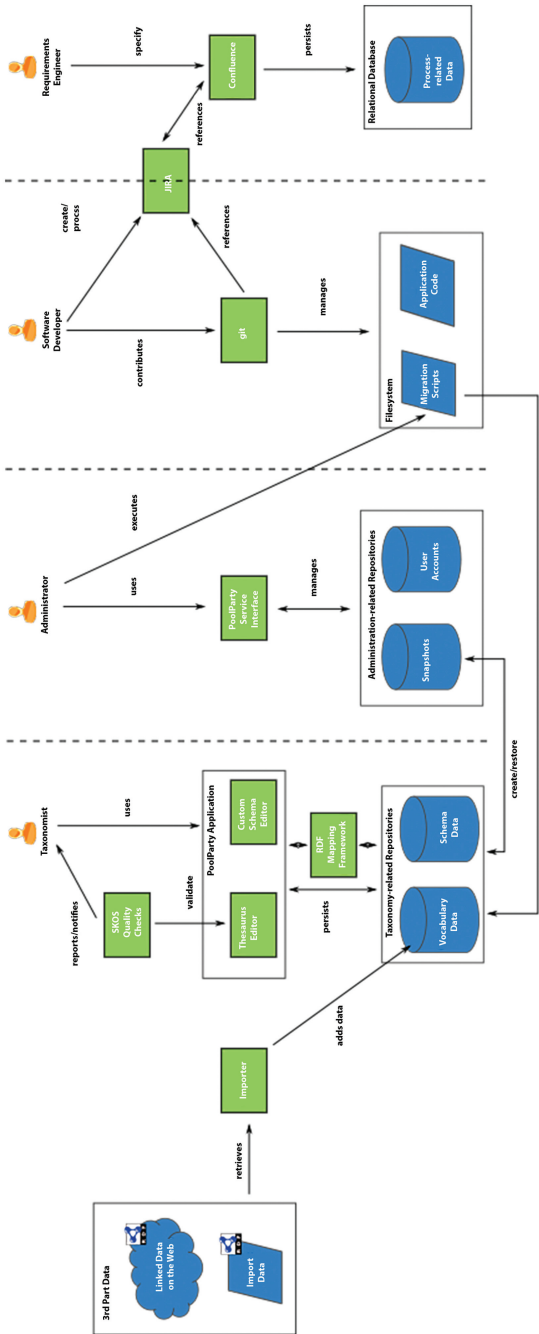 Taxonomist
Administrator
Software
Developer
Requirements
Engineer
reports/notifies
uses
uses
executes
create/
procss
specify
SKOS
Quality
Checks
validate
contributes
JIRA
references
Confluence
persists
references
3rd Part Data
Linked Data
on the Web
Import
Data
retrieves
Importer
adds data
PoolParty Application
Thesaurus
Editor
Custom
Schema
Editor
persists
RDF
Mapping
Framework
PoolParty
Service
Interface
manages
git
manages
Taxonomy-related Repositories
Vocabulary
Data
Schema
Data
Administration-related Repositories
Snapshots
User
Accounts
Filesystem
Migration
Scripts
Application
Code
Relational Database
Process-
related
Data
create/restore